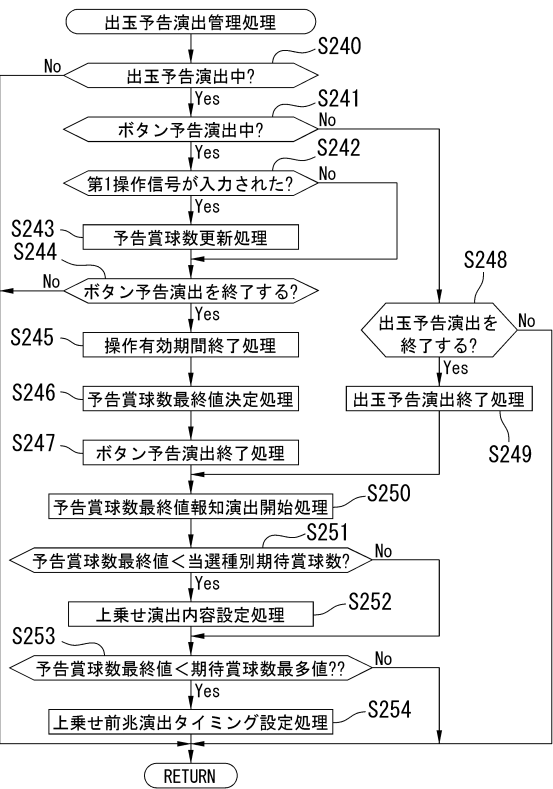 出玉予告演出管理処理
S240
No
出玉予告演出中?
Yes
S241
ボタン予告演出中?
No
Yes
S242
第1操作信号が入力された?
No
Yes
S243
予告賞球数更新処理
S244
No
ボタン予告演出を終了する?
Yes
S248
出玉予告演出を
終了する?
No
Yes
S245
操作有効期間終了処理
S246
予告賞球数最終値決定処理
出玉予告演出終了処理
S249
S247
ボタン予告演出終了処理
S250
予告賞球数最終値報知演出開始処理
S251
予告賞球数最終値<当選種別期待賞球数?
No
Yes
S252
上乗せ演出内容設定処理
S253
予告賞球数最終値<期待賞球数最多値??
No
Yes
S254
上乗せ前兆演出タイミング設定処理
RETURN